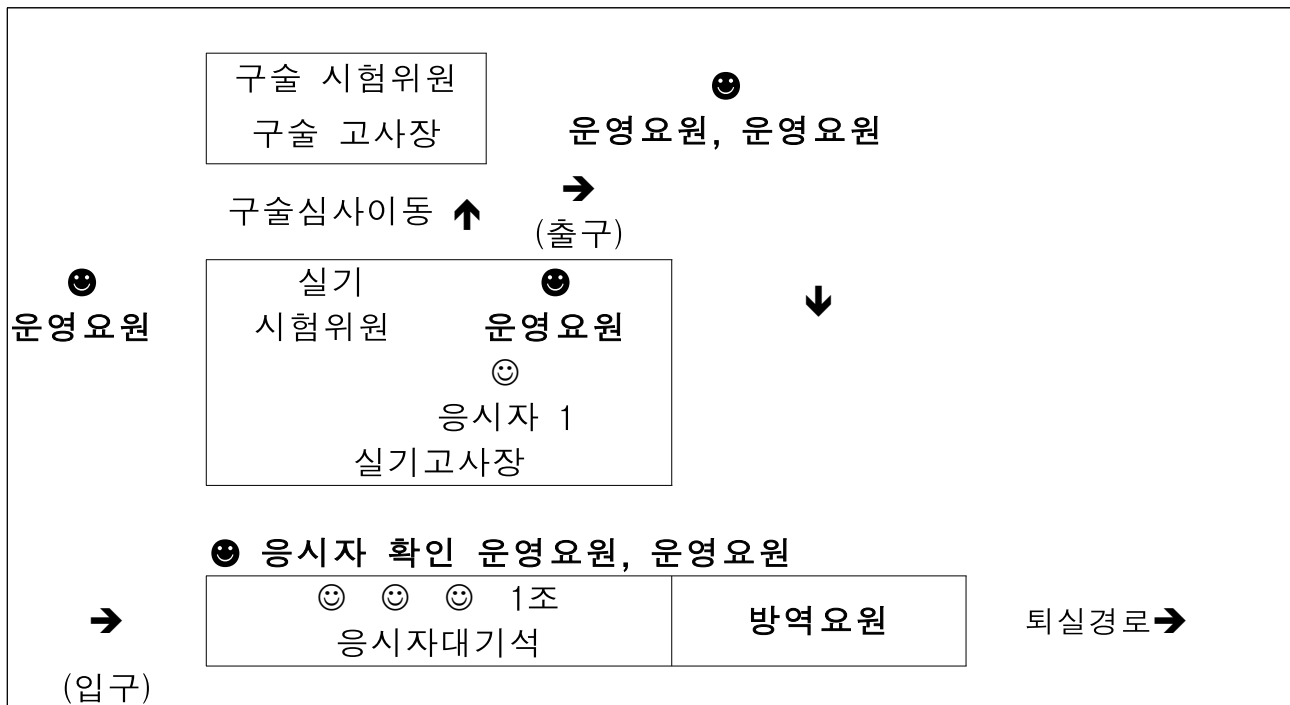 구술 시험위원
구술 고사장
☻
운영요원, 운영요원
구술심사이동 🡹
🡺
(출구)
☻
운영요원
실기
시험위원
☻
운영요원
☺
응시자 1
실기고사장
🡻
☻ 응시자 확인 운영요원, 운영요원
🡺
(입구)
☺ ☺ ☺ 1조
응시자대기석
방역요원
퇴실경로🡺